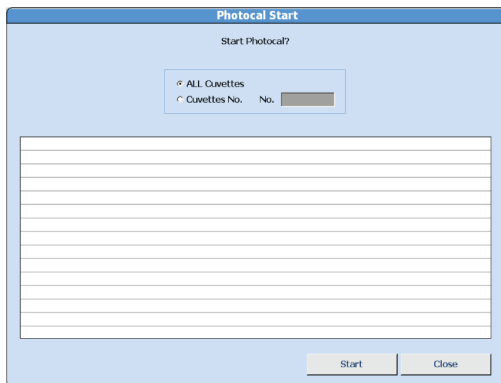 Photocal Start
Start Photocal?
ALL Cuvettes
Cuvettes No. No.
Start Close